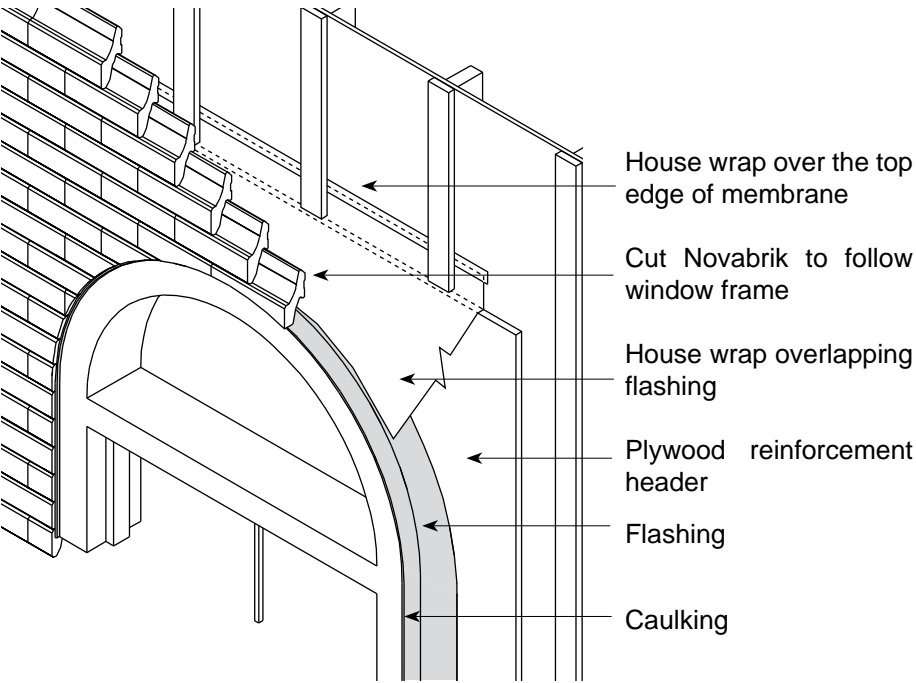 House wrap over the top
edge of membrane
Cut Novabrik to follow
window frame
House wrap overlapping
flashing
Plywood reinforcement
header
Flashing
Caulking